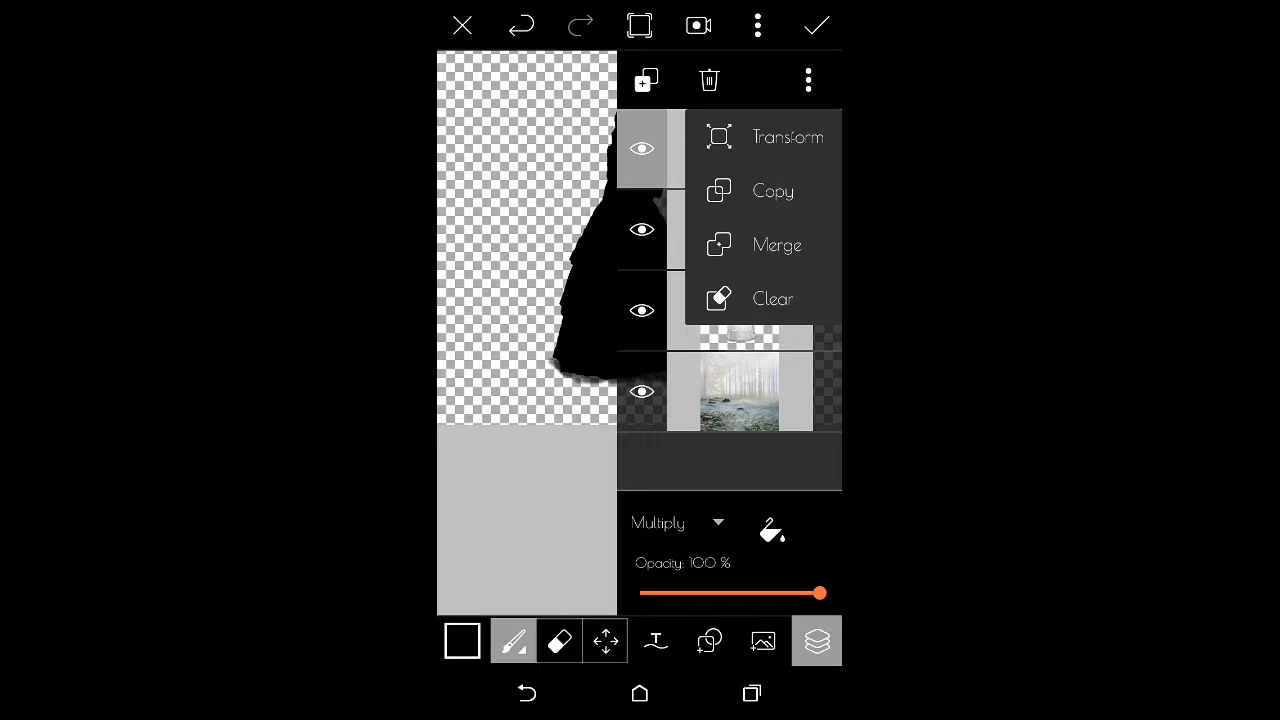 Transform
Copy
Merge
Clear
Multiply
Opacity: 100 %
T